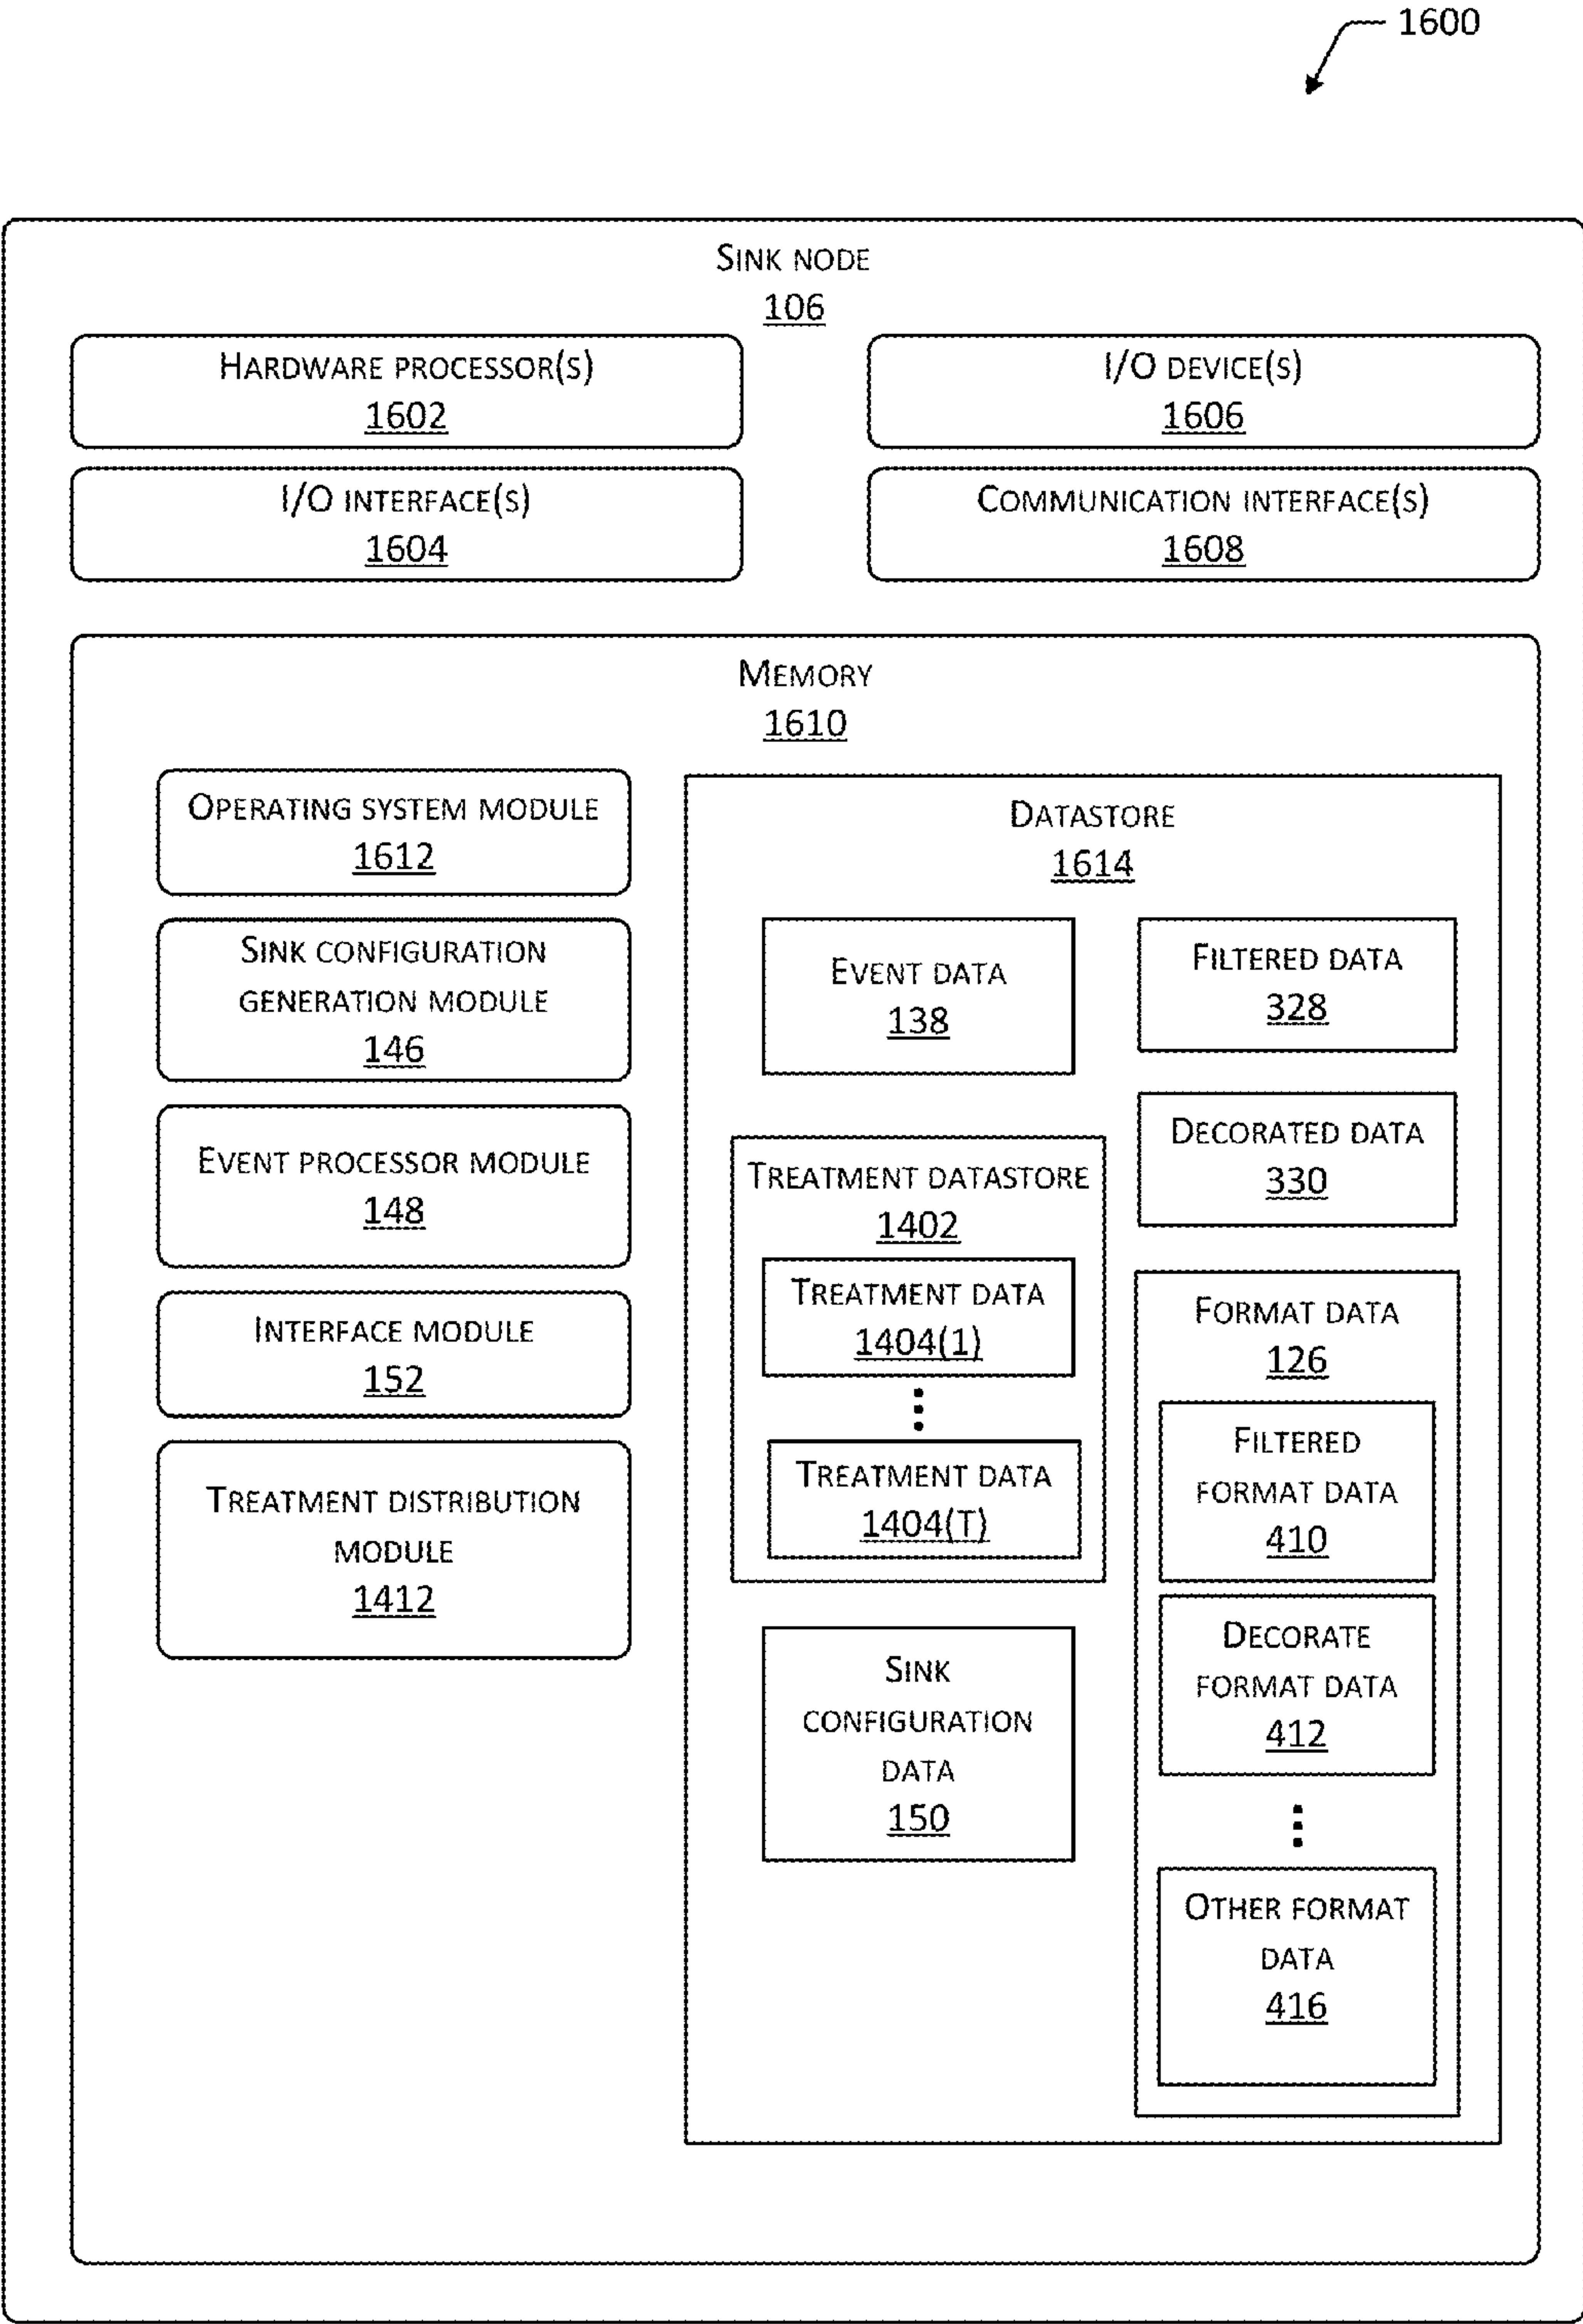 1600
SINK NODE
106
HARDWARE PROCESSOR(S)
1602
I/O DEVICE(S)
1606
I/O INTERFACE(S)
1604
COMMUNICATION INTERFACE(S)
1608
MEMORY
1610
OPERATING SYSTEM MODULE
1612
SINK CONFIGURATION
GENERATION MODULE
146
EVENT PROCESSOR MODULE
148
INTERFACE MODULE
152
TREATMENT DISTRIBUTION
MODULE
1412
DATASTORE
1614
EVENT DATA
138
TREATMENT DATASTORE
1402
TREATMENT DATA
1404(1)
TREATMENT DATA
1404(T)
SINK
CONFIGURATION
DATA
150
FILTERED DATA
328
DECORATED DATA
330
FORMAT DATA
126
FILTERED
FORMAT DATA
410
DECORATE
FORMAT DATA
412
OTHER FORMAT
DATA
416